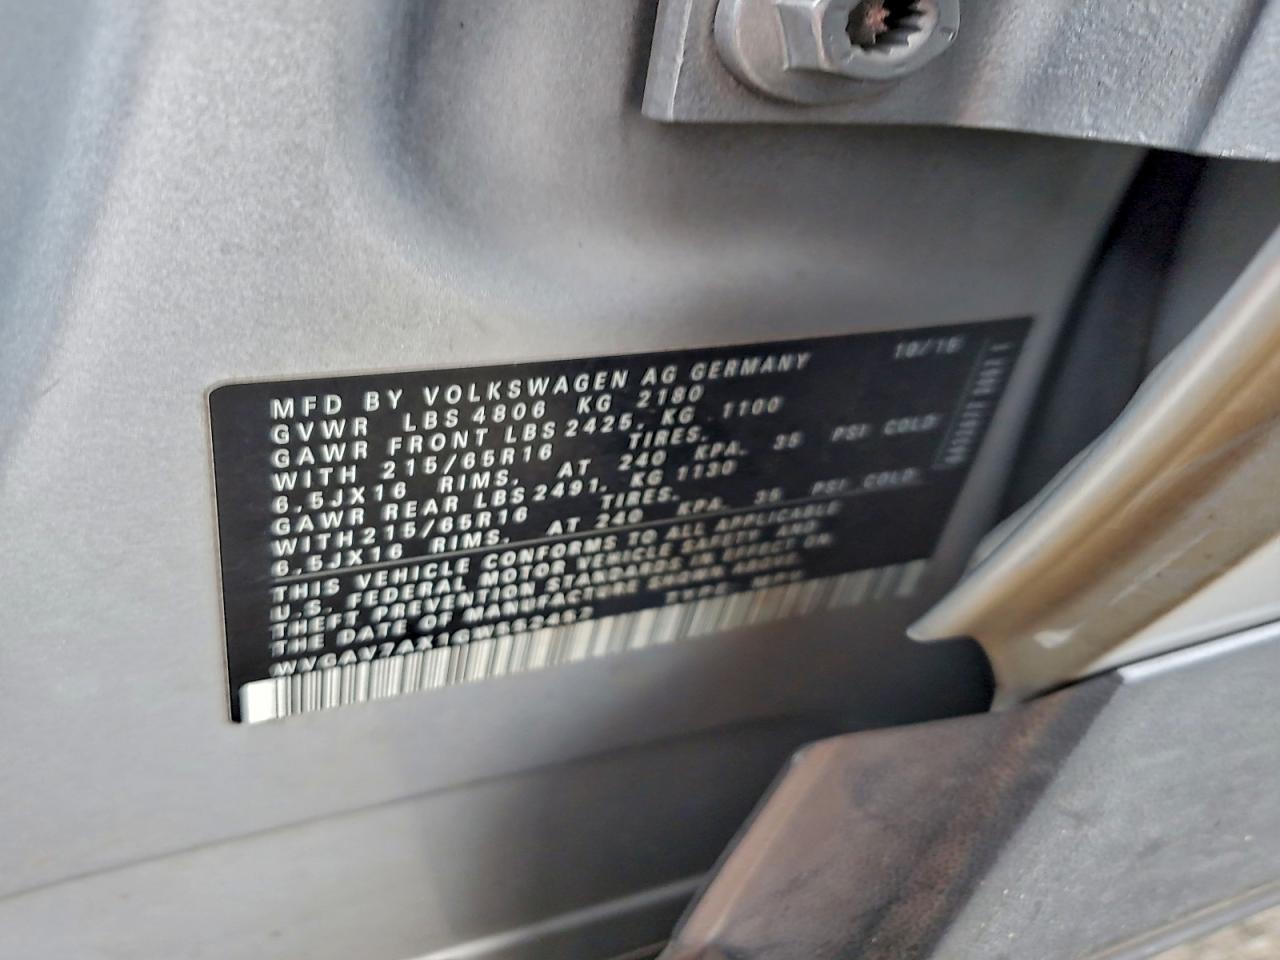 MFD BY VOLKSWAGEN AG GERMANY 10/15
GVWR LBS 4806 KG 2180
GAWR FRONT LBS 2425, KG 1100
WITH 215/65R16 TIRES,
6,5JX16 RIMS, AT 240 KPA, 35 PSI COLD
GAWR REAR LBS 2491, KG 1130
WITH 215/65R16 TIRES,
6,5JX16 RIMS, AT 240 KPA, 35 PSI COLD.
THIS VEHICLE CONFORMS TO ALL APPLICABLE
U.S. FEDERAL MOTOR VEHICLE SAFETY AND
THEFT PREVENTION STANDARDS IN EFFECT ON
THE DATE OF MANUFACTURE SHOWN ABOVE.
TYPE: MPV